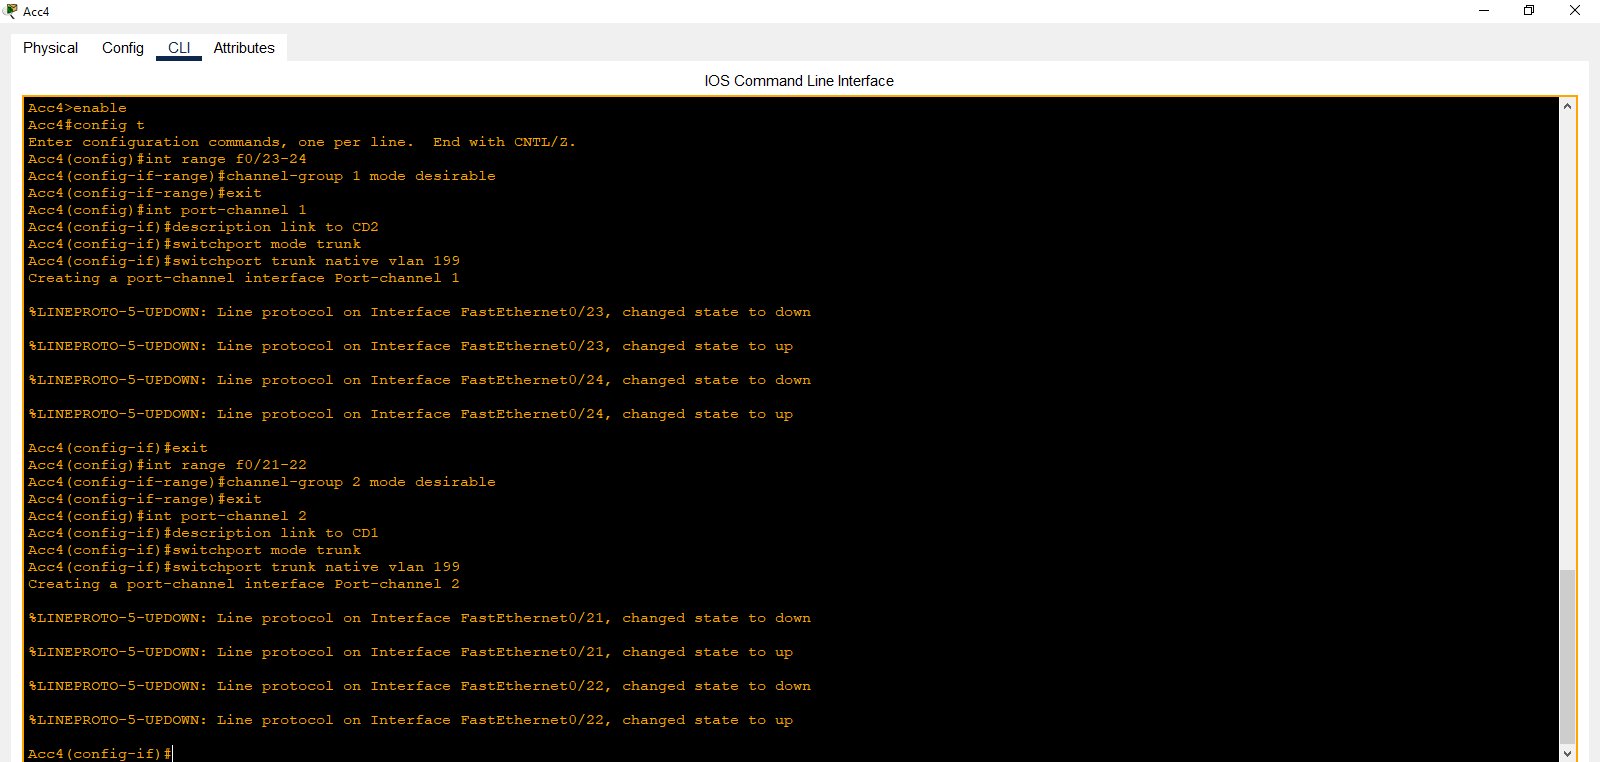 Acc4
Physical Config CLI Attributes
IOS Command Line Interface
Acc4>enable
Acc4#config t
Enter configuration commands, one per line.  End with CNTL/Z.
Acc4(config)#int range f0/23-24
Acc4(config-if-range)#channel-group 1 mode desirable
Acc4(config-if-range)#exit
Acc4(config)#int port-channel 1
Acc4(config-if)#description link to CD2
Acc4(config-if)#switchport mode trunk
Acc4(config-if)#switchport trunk native vlan 199
Creating a port-channel interface Port-channel 1
%LINEPROTO-5-UPDOWN: Line protocol on Interface FastEthernet0/23, changed state to down
%LINEPROTO-5-UPDOWN: Line protocol on Interface FastEthernet0/23, changed state to up
%LINEPROTO-5-UPDOWN: Line protocol on Interface FastEthernet0/24, changed state to down
%LINEPROTO-5-UPDOWN: Line protocol on Interface FastEthernet0/24, changed state to up
Acc4(config-if)#exit
Acc4(config)#int range f0/21-22
Acc4(config-if-range)#channel-group 2 mode desirable
Acc4(config-if-range)#exit
Acc4(config)#int port-channel 2
Acc4(config-if)#description link to CD1
Acc4(config-if)#switchport mode trunk
Acc4(config-if)#switchport trunk native vlan 199
Creating a port-channel interface Port-channel 2
%LINEPROTO-5-UPDOWN: Line protocol on Interface FastEthernet0/21, changed state to down
%LINEPROTO-5-UPDOWN: Line protocol on Interface FastEthernet0/21, changed state to up
%LINEPROTO-5-UPDOWN: Line protocol on Interface FastEthernet0/22, changed state to down
%LINEPROTO-5-UPDOWN: Line protocol on Interface FastEthernet0/22, changed state to up
Acc4(config-if)#